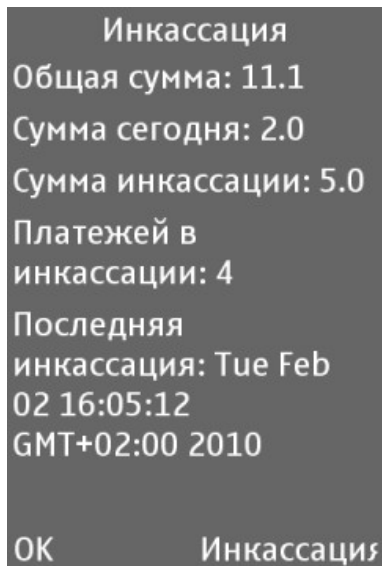 Инкассация
Общая сумма: 11.1
Сумма сегодня: 2.0
Сумма инкассации: 5.0
Платежей в
инкассации: 4
Последняя
инкассация: Tue Feb
02 16:05:12
GMT+02:00 2010
OK Инкассация